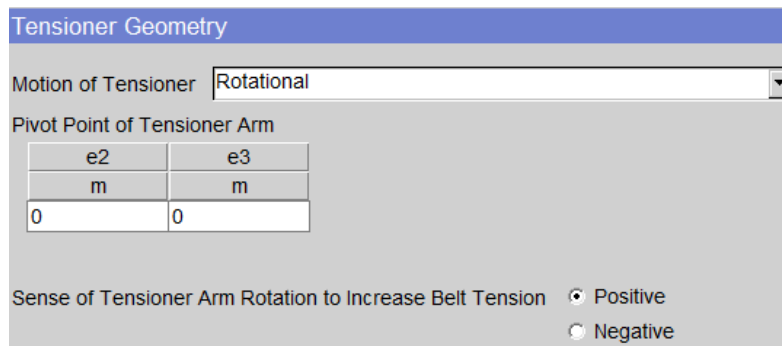 Tensioner Geometry
Motion of Tensioner Rotational
Pivot Point of Tensioner Arm
e2 e3
m m
0 0
Sense of Tensioner Arm Rotation to Increase Belt Tension Positive
Negative